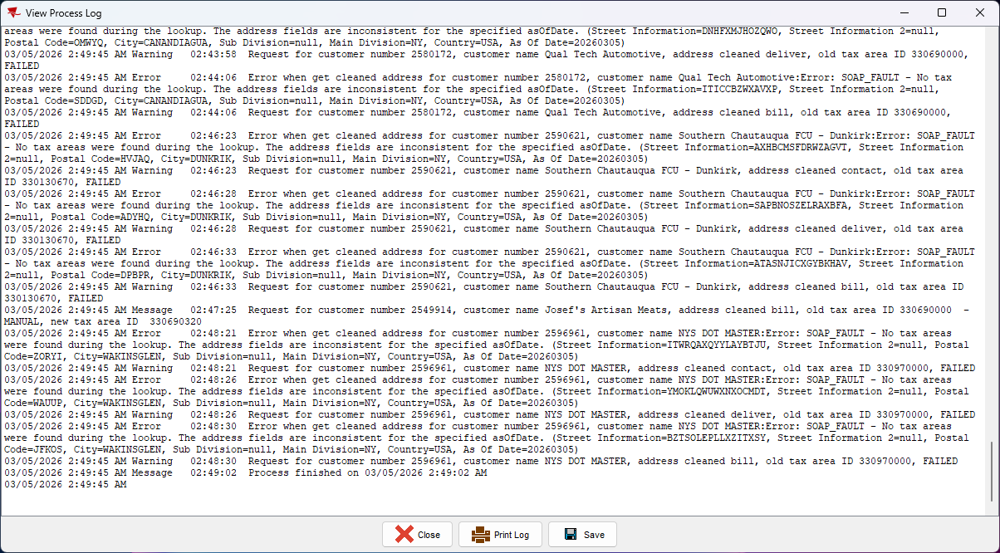 View Process Log
areas were found during the lookup. The address fields are inconsistent for the specified asOfDate. (Street Information=DNHFXMJHOZQWO, Street Information 2=null,
Postal Code=OMWYQ, City=CANANDIAGUA, Sub Division=null, Main Division=NY, Country=USA, As Of Date=20260305)
03/05/2026 2:49:45 AM Warning 02:43:58 Request for customer number 2580172, customer name Qual Tech Automotive, address cleaned deliver, old tax area ID 330690000,
FAILED
03/05/2026 2:49:45 AM Error 02:44:06 Error when get cleaned address for customer number 2580172, customer name Qual Tech Automotive:Error: SOAP_FAULT - No tax
areas were found during the lookup. The address fields are inconsistent for the specified asOfDate. (Street Information=ITICCBZWXAVXP, Street Information 2=null,
Postal Code=SDDGD, City=CANANDIAGUA, Sub Division=null, Main Division=NY, Country=USA, As Of Date=20260305)
03/05/2026 2:49:45 AM Warning 02:44:06 Request for customer number 2580172, customer name Qual Tech Automotive, address cleaned bill, old tax area ID 330690000,
FAILED
03/05/2026 2:49:45 AM Error 02:46:23 Error when get cleaned address for customer number 2590621, customer name Southern Chautauqua FCU - Dunkirk:Error: SOAP_FAULT
- No tax areas were found during the lookup. The address fields are inconsistent for the specified asOfDate. (Street Information=AXHBCMSFDRWZAGVT, Street Information
2=null, Postal Code=HVJAQ, City=DUNKRIK, Sub Division=null, Main Division=NY, Country=USA, As Of Date=20260305)
03/05/2026 2:49:45 AM Warning 02:46:23 Request for customer number 2590621, customer name Southern Chautauqua FCU - Dunkirk, address cleaned contact, old tax area
ID 330130670, FAILED
03/05/2026 2:49:45 AM Error 02:46:28 Error when get cleaned address for customer number 2590621, customer name Southern Chautauqua FCU - Dunkirk:Error: SOAP_FAULT
- No tax areas were found during the lookup. The address fields are inconsistent for the specified asOfDate. (Street Information=SAPBNOSZELRAXBFA, Street Information
2=null, Postal Code=ADYHQ, City=DUNKRIK, Sub Division=null, Main Division=NY, Country=USA, As Of Date=20260305)
03/05/2026 2:49:45 AM Warning 02:46:28 Request for customer number 2590621, customer name Southern Chautauqua FCU - Dunkirk, address cleaned deliver, old tax area
ID 330130670, FAILED
03/05/2026 2:49:45 AM Error 02:46:33 Error when get cleaned address for customer number 2590621, customer name Southern Chautauqua FCU - Dunkirk:Error: SOAP_FAULT
- No tax areas were found during the lookup. The address fields are inconsistent for the specified asOfDate. (Street Information=ATASNJICXGYBKHAV, Street Information
2=null, Postal Code=DPBPR, City=DUNKRIK, Sub Division=null, Main Division=NY, Country=USA, As Of Date=20260305)
03/05/2026 2:49:45 AM Warning 02:46:33 Request for customer number 2590621, customer name Southern Chautauqua FCU - Dunkirk, address cleaned bill, old tax area ID
330130670, FAILED
03/05/2026 2:49:45 AM Message 02:47:25 Request for customer number 2549914, customer name Josef's Artisan Meats, address cleaned bill, old tax area ID 330690000 -
MANUAL, new tax area ID 330690320
03/05/2026 2:49:45 AM Error 02:48:21 Error when get cleaned address for customer number 2596961, customer name NYS DOT MASTER:Error: SOAP_FAULT - No tax areas
were found during the lookup. The address fields are inconsistent for the specified asOfDate. (Street Information=ITWRQAXQYYLAYBTJU, Street Information 2=null, Postal
Code=ZORYI, City=WAKINSGLEN, Sub Division=null, Main Division=NY, Country=USA, As Of Date=20260305)
03/05/2026 2:49:45 AM Warning 02:48:21 Request for customer number 2596961, customer name NYS DOT MASTER, address cleaned contact, old tax area ID 330970000, FAILED
03/05/2026 2:49:45 AM Error 02:48:26 Error when get cleaned address for customer number 2596961, customer name NYS DOT MASTER:Error: SOAP_FAULT - No tax areas
were found during the lookup. The address fields are inconsistent for the specified asOfDate. (Street Information=YMOKLQWUWXNXOCMDT, Street Information 2=null, Postal
Code=WAUUP, City=WAKINSGLEN, Sub Division=null, Main Division=NY, Country=USA, As Of Date=20260305)
03/05/2026 2:49:45 AM Warning 02:48:26 Request for customer number 2596961, customer name NYS DOT MASTER, address cleaned deliver, old tax area ID 330970000, FAILED
03/05/2026 2:49:45 AM Error 02:48:30 Error when get cleaned address for customer number 2596961, customer name NYS DOT MASTER:Error: SOAP_FAULT - No tax areas
were found during the lookup. The address fields are inconsistent for the specified asOfDate. (Street Information=BZTSOLEPLLXZITXSY, Street Information 2=null, Postal
Code=JFKOS, City=WAKINSGLEN, Sub Division=null, Main Division=NY, Country=USA, As Of Date=20260305)
03/05/2026 2:49:45 AM Warning 02:48:30 Request for customer number 2596961, customer name NYS DOT MASTER, address cleaned bill, old tax area ID 330970000, FAILED
03/05/2026 2:49:45 AM Message 02:49:02 Process finished on 03/05/2026 2:49:02 AM
03/05/2026 2:49:45 AM
Close Print Log Save